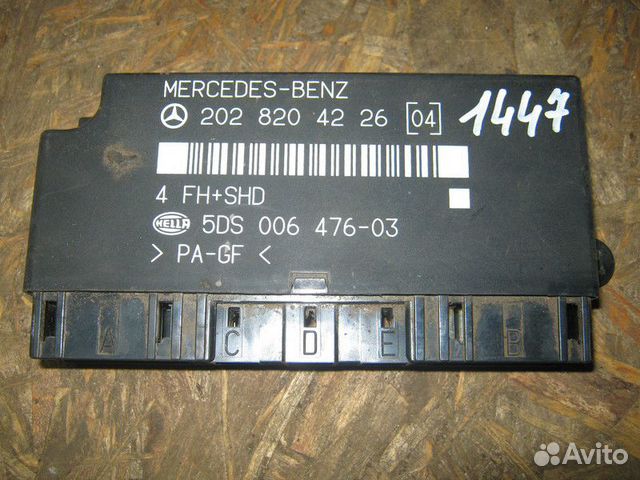 MERCEDES-BENZ
202 820 42 26 [04]
1447
4 FH+SHD
HELLA 5DS 006 476-03
> PA-GF <
A C D E B
Avito